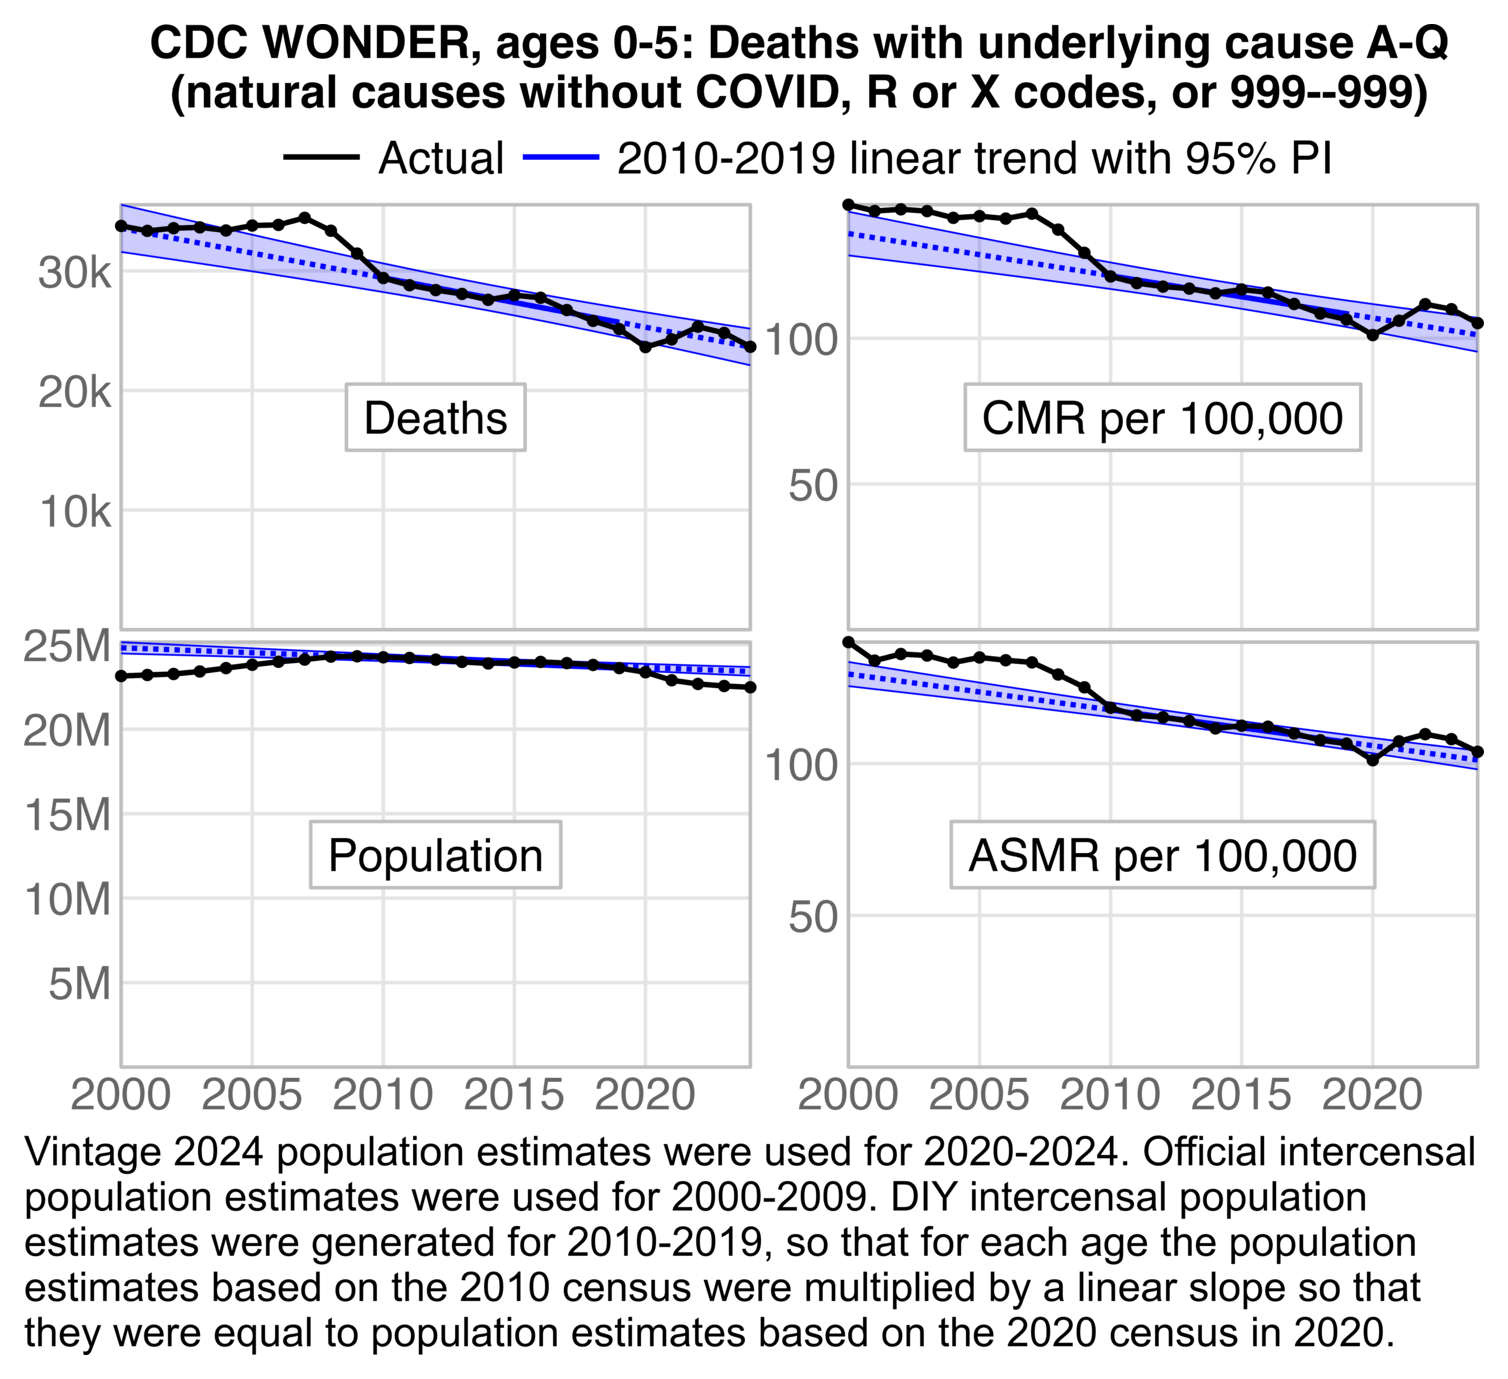 CDC WONDER, ages 0-5: Deaths with underlying cause A-Q
(natural causes without COVID, R or X codes, or 999--999)
Actual 2010-2019 linear trend with 95% PI
30k
20k
10k
Deaths
100
50
CMR per 100,000
25M
20M
15M
10M
5M
Population
2000 2005 2010 2015 2020
100
50
ASMR per 100,000
2000 2005 2010 2015 2020
Vintage 2024 population estimates were used for 2020-2024. Official intercensal
population estimates were used for 2000-2009. DIY intercensal population
estimates were generated for 2010-2019, so that for each age the population
estimates based on the 2010 census were multiplied by a linear slope so that
they were equal to population estimates based on the 2020 census in 2020.